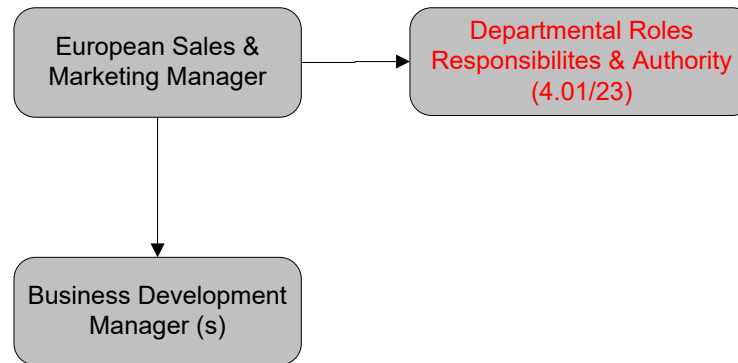 European Sales &
Marketing Manager
Departmental Roles
Responsibilites & Authority
(4.01/23)
Business Development
Manager (s)